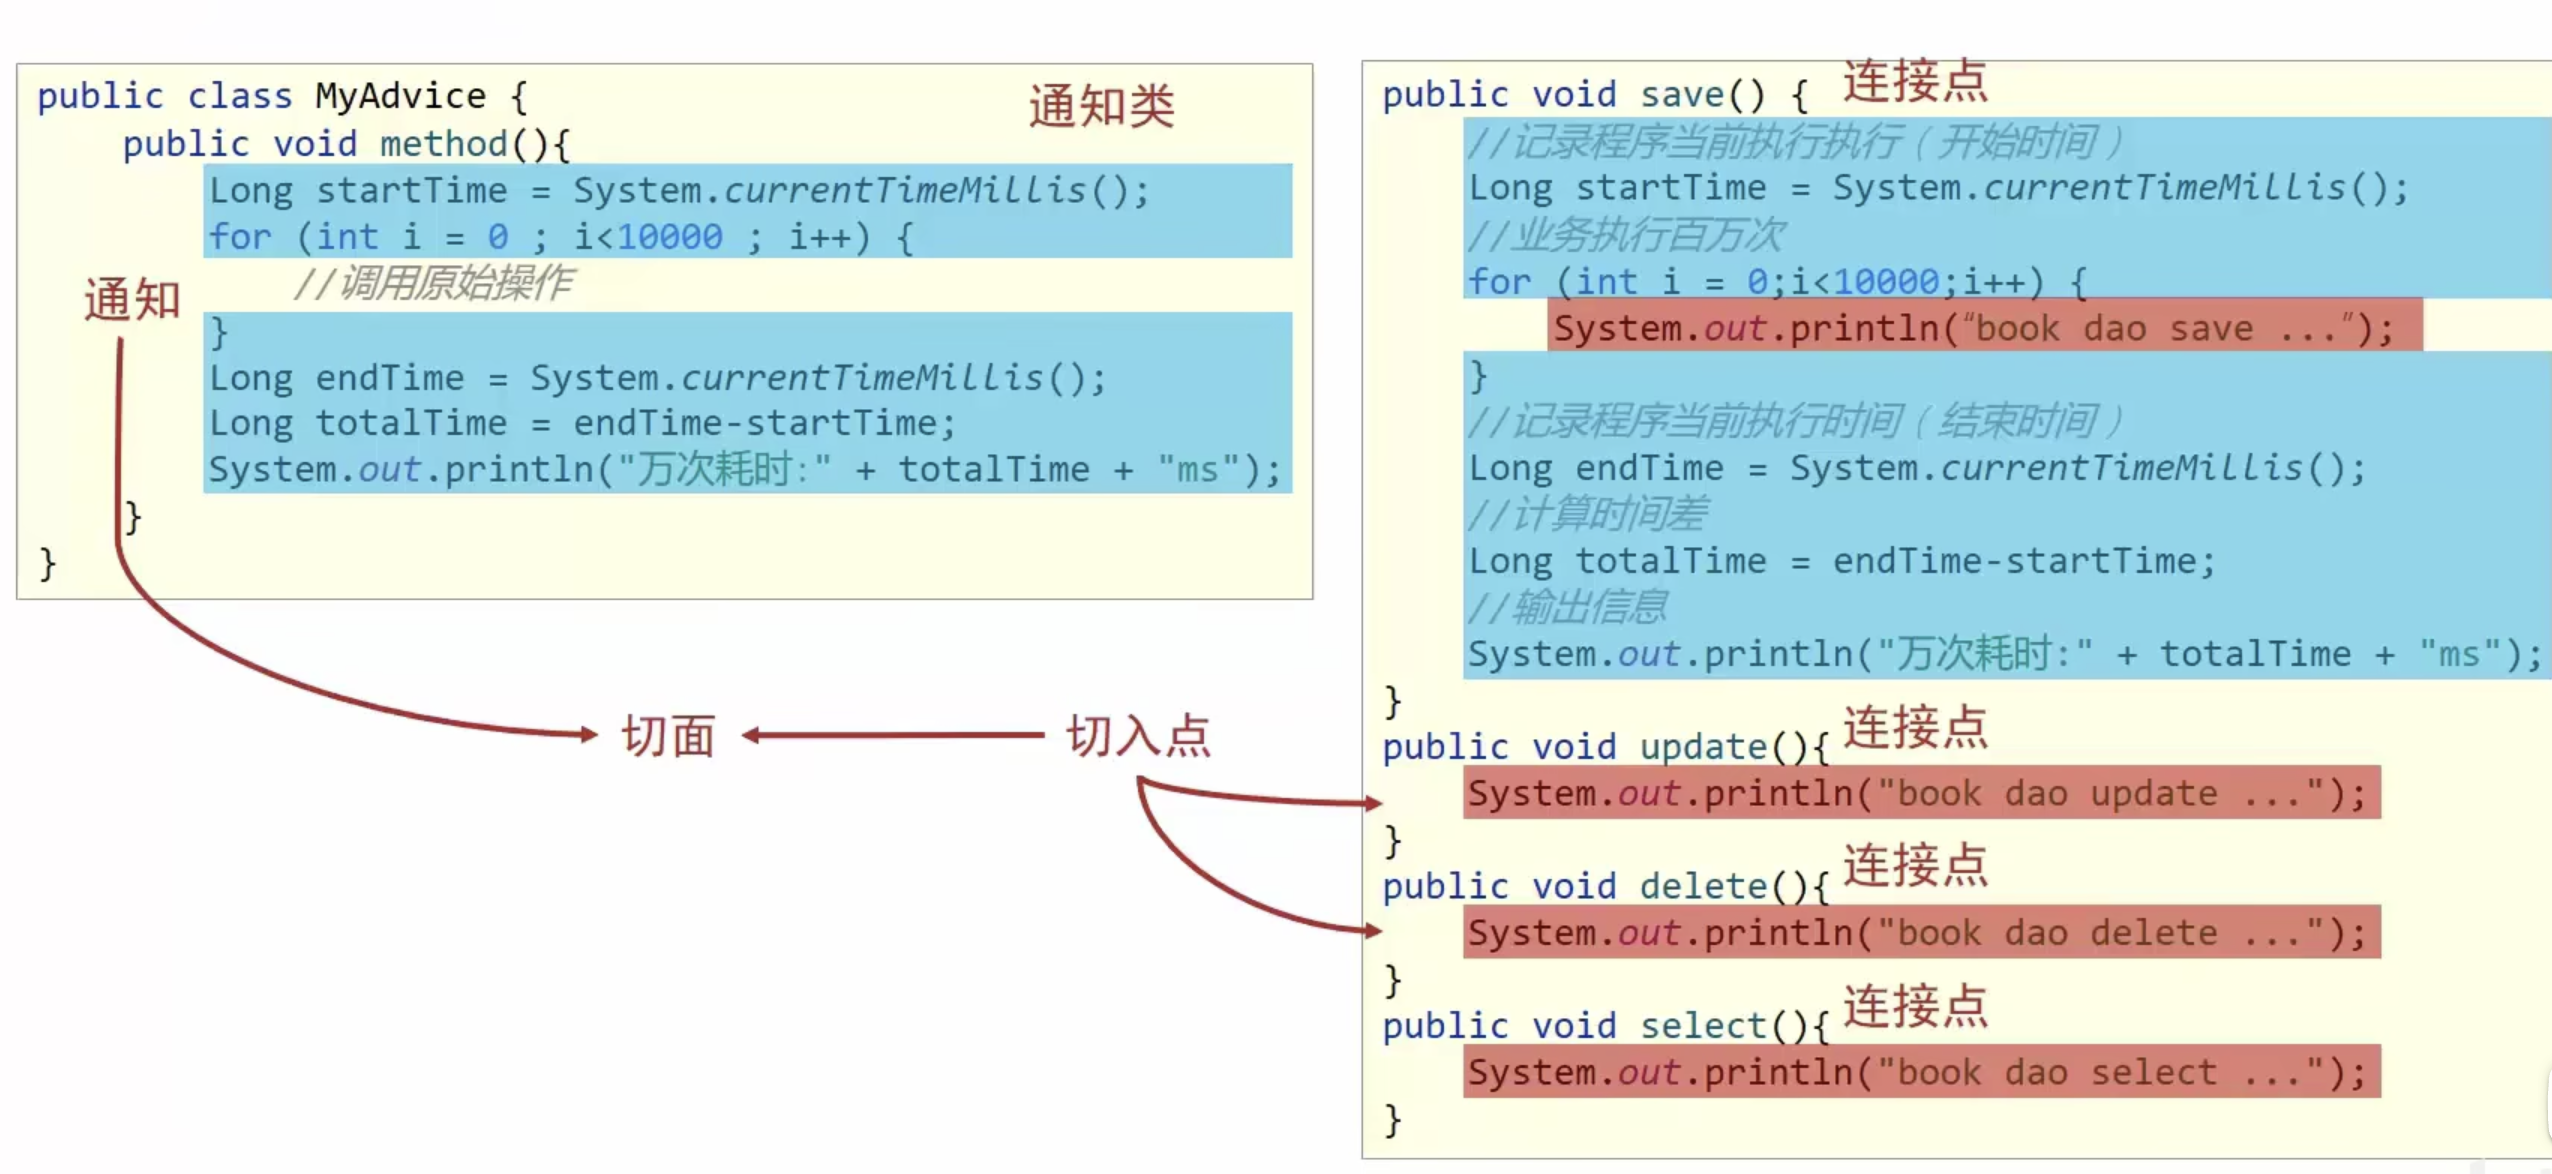 public class MyAdvice {
通知类
public void method(){
Long startTime = System.currentTimeMillis();
for (int i = 0 ; i<10000 ; i++) {
//调用原始操作
通知
}
Long endTime = System.currentTimeMillis();
Long totalTime = endTime-startTime;
System.out.println("万次耗时:" + totalTime + "ms");
}
}
切面
切入点
public void save() {
连接点
//记录程序当前执行执行（开始时间）
Long startTime = System.currentTimeMillis();
//业务执行百万次
for (int i = 0;i<10000;i++) {
System.out.println(“book dao save ...”);
}
//记录程序当前执行时间（结束时间）
Long endTime = System.currentTimeMillis();
//计算时间差
Long totalTime = endTime-startTime;
//输出信息
System.out.println("万次耗时:" + totalTime + "ms");
}
public void update(){
连接点
System.out.println("book dao update ...");
}
public void delete(){
连接点
System.out.println("book dao delete ...");
}
public void select(){
连接点
System.out.println("book dao select ...");
}